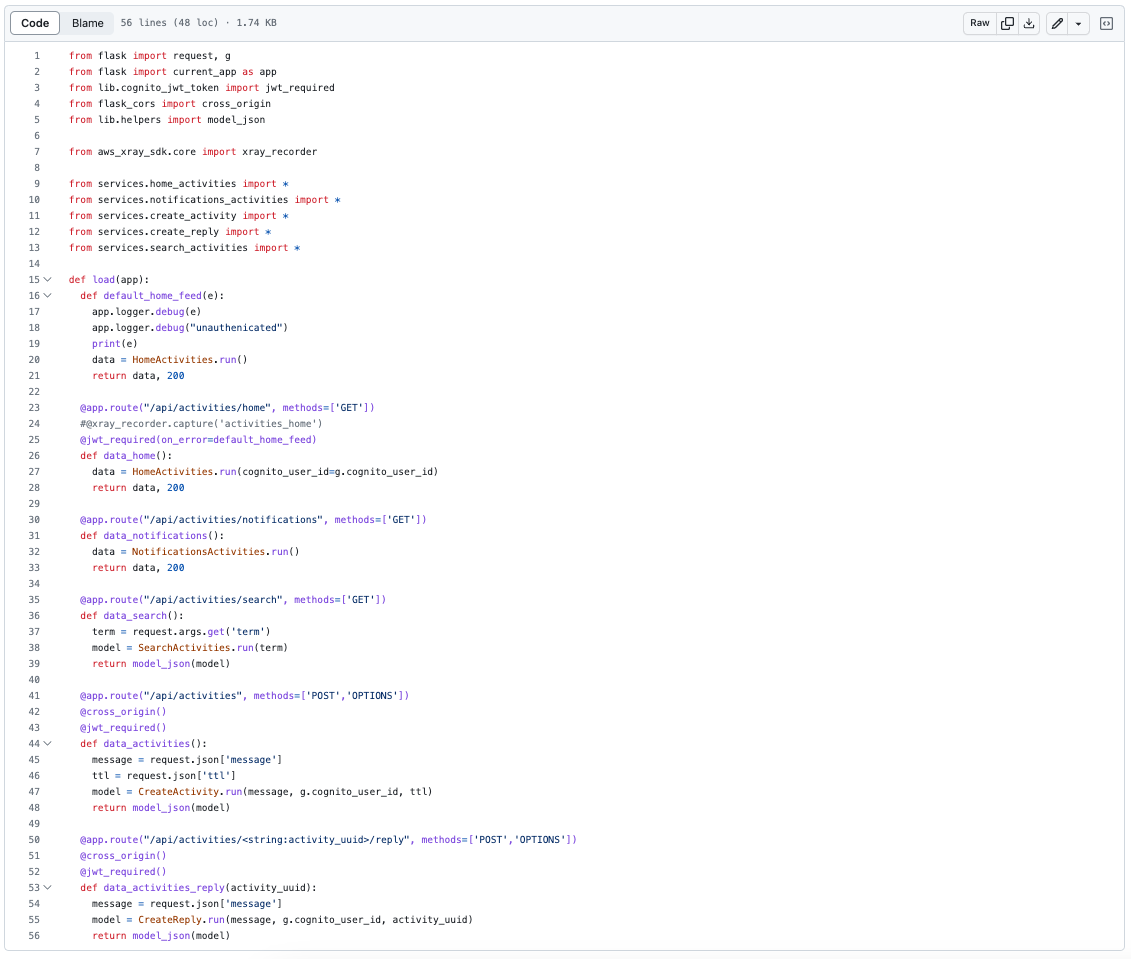 Code Blame 56 lines (48 loc) · 1.74 KB Raw
1 from flask import request, g
2 from flask import current_app as app
3 from lib.cognito_jwt_token import jwt_required
4 from flask_cors import cross_origin
5 from lib.helpers import model_json
6
7 from aws_xray_sdk.core import xray_recorder
8
9 from services.home_activities import *
10 from services.notifications_activities import *
11 from services.create_activity import *
12 from services.create_reply import *
13 from services.search_activities import *
14
15 def load(app):
16   def default_home_feed(e):
17     app.logger.debug(e)
18     app.logger.debug("unauthenicated")
19     print(e)
20     data = HomeActivities.run()
21     return data, 200
22
23   @app.route("/api/activities/home", methods=['GET'])
24   #@xray_recorder.capture('activities_home')
25   @jwt_required(on_error=default_home_feed)
26   def data_home():
27     data = HomeActivities.run(cognito_user_id=g.cognito_user_id)
28     return data, 200
29
30   @app.route("/api/activities/notifications", methods=['GET'])
31   def data_notifications():
32     data = NotificationsActivities.run()
33     return data, 200
34
35   @app.route("/api/activities/search", methods=['GET'])
36   def data_search():
37     term = request.args.get('term')
38     model = SearchActivities.run(term)
39     return model_json(model)
40
41   @app.route("/api/activities", methods=['POST','OPTIONS'])
42   @cross_origin()
43   @jwt_required()
44   def data_activities():
45     message = request.json['message']
46     ttl = request.json['ttl']
47     model = CreateActivity.run(message, g.cognito_user_id, ttl)
48     return model_json(model)
49
50   @app.route("/api/activities/<string:activity_uuid>/reply", methods=['POST','OPTIONS'])
51   @cross_origin()
52   @jwt_required()
53   def data_activities_reply(activity_uuid):
54     message = request.json['message']
55     model = CreateReply.run(message, g.cognito_user_id, activity_uuid)
56     return model_json(model)